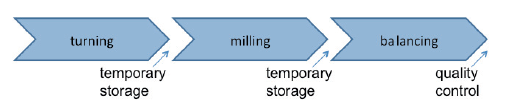 turning milling balancing
temporary temporary quality
storage storage control